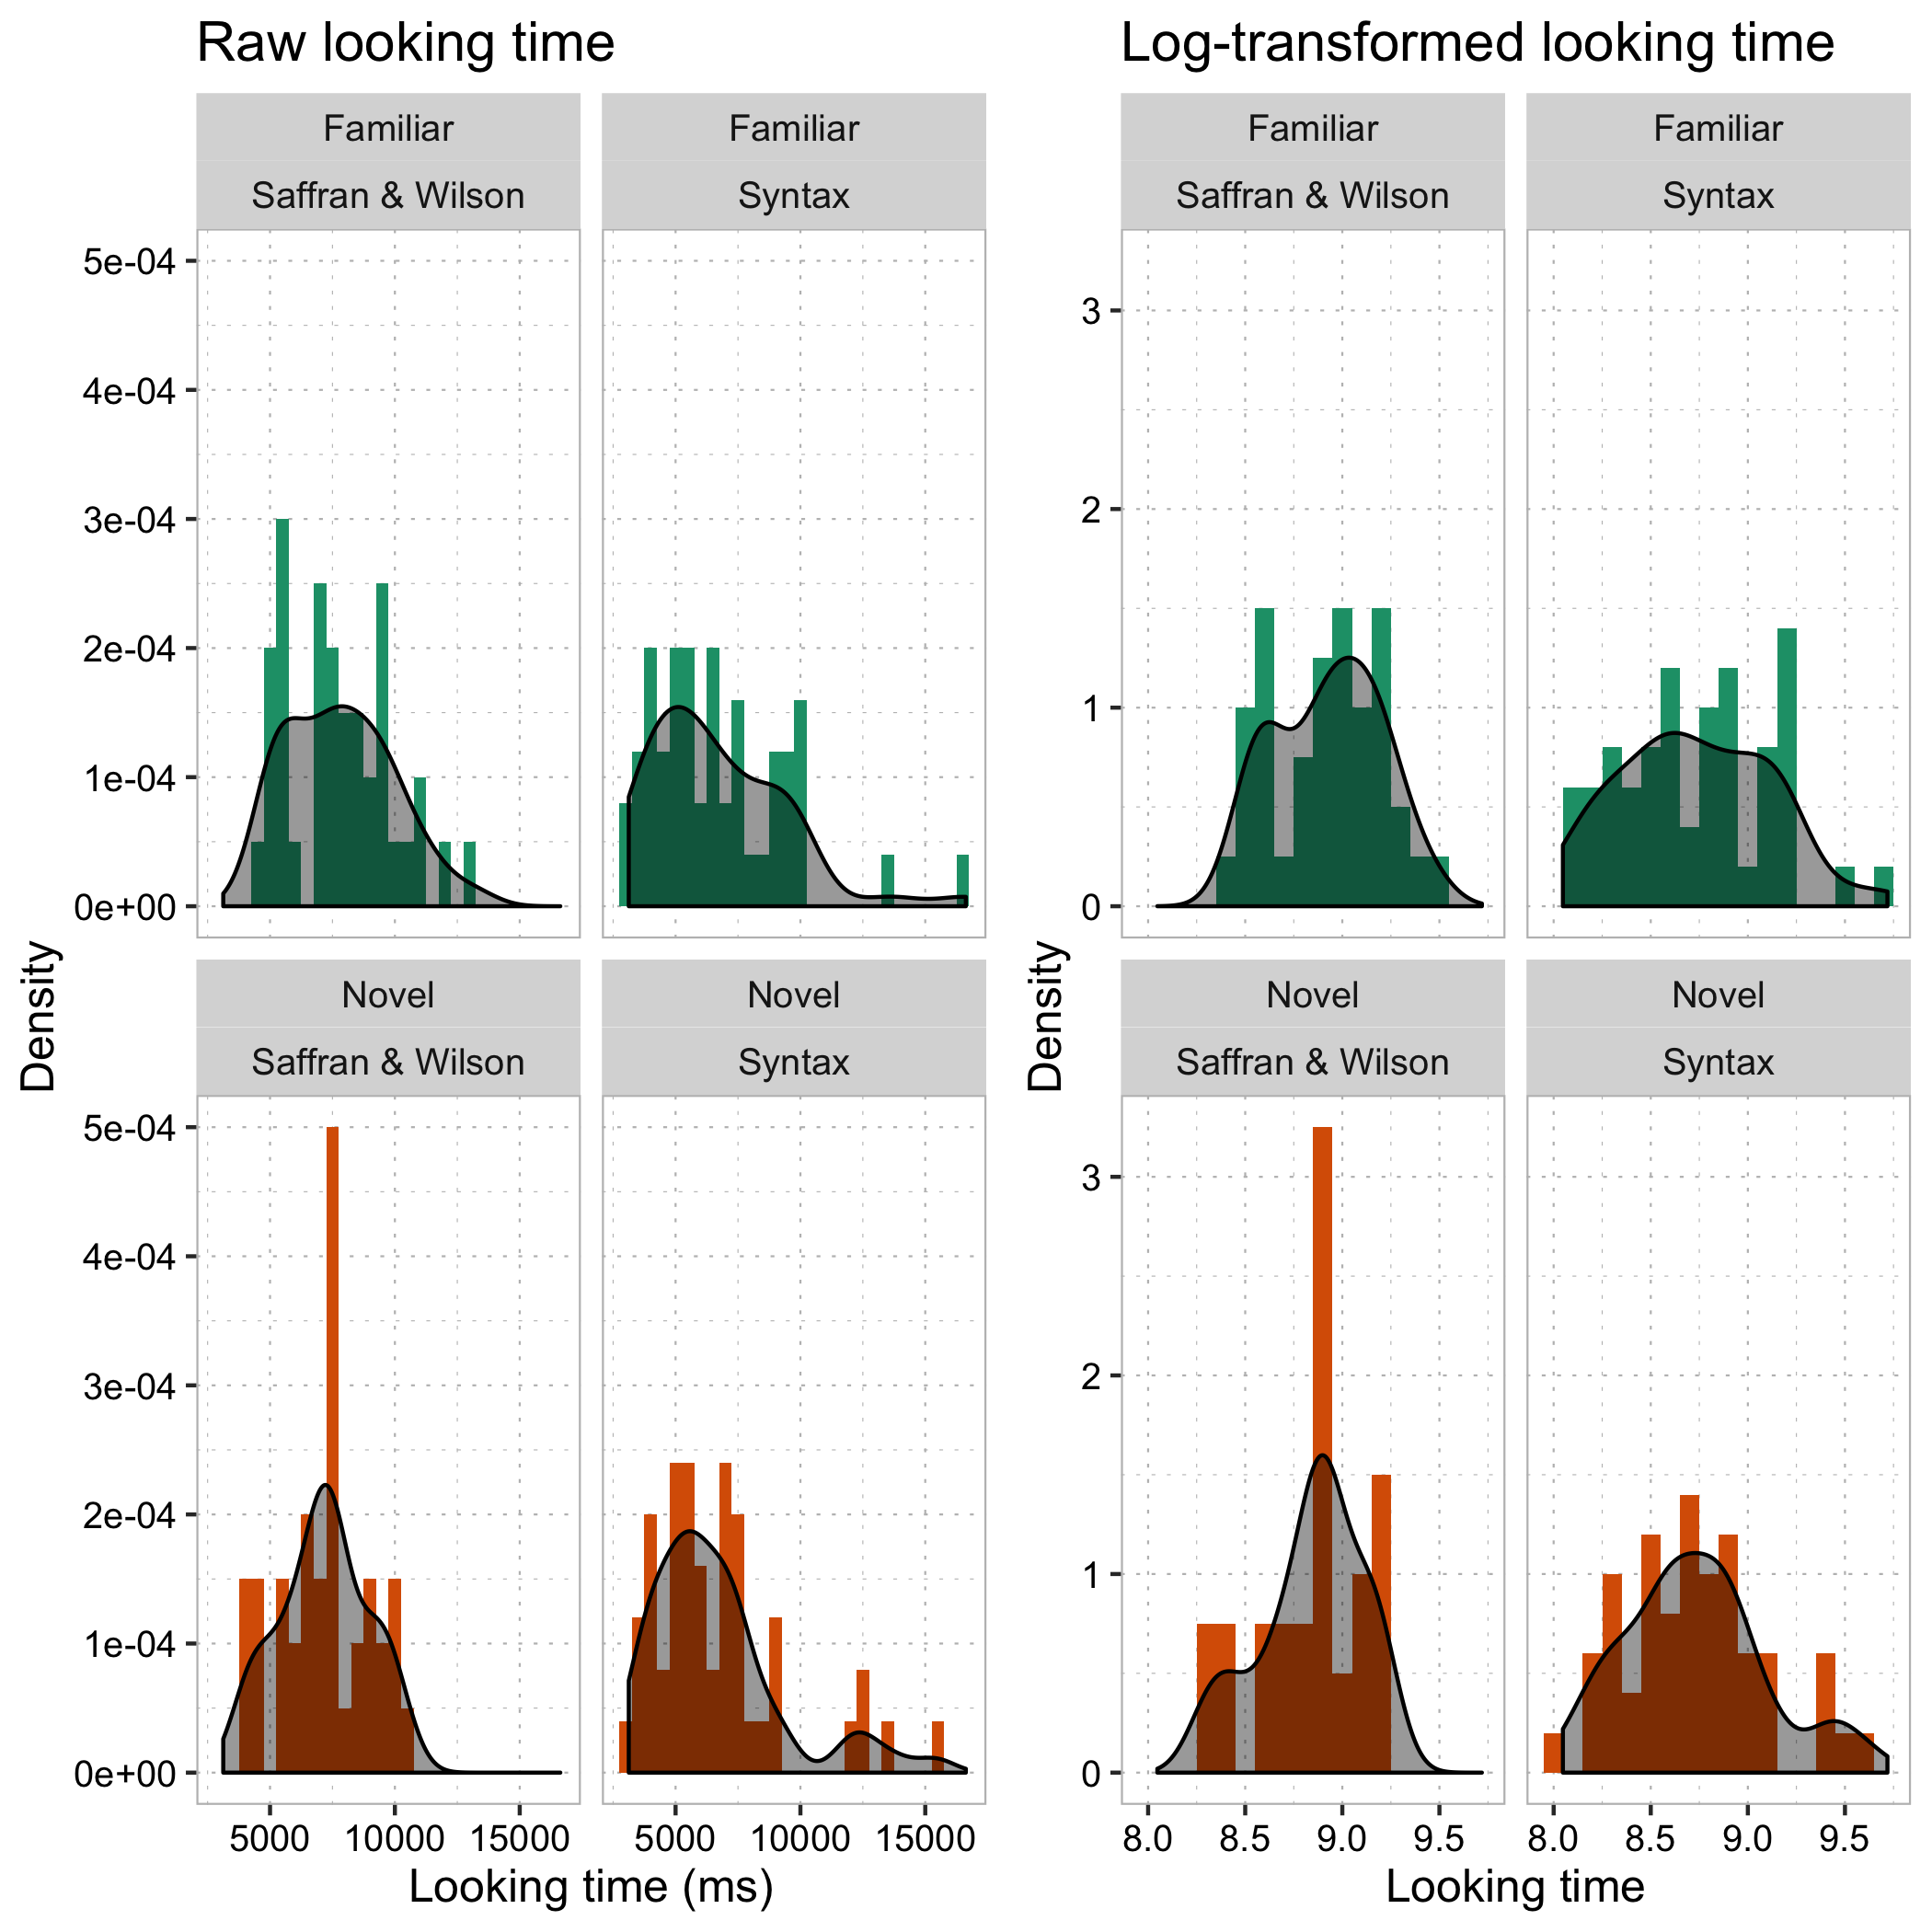 Raw looking time
Log-transformed looking time
Familiar
Saffran & Wilson
Familiar
Syntax
Familiar
Saffran & Wilson
Familiar
Syntax
5e-04
4e-04
3e-04
2e-04
1e-04
0e+00
3
2
1
0
Density
Density
Novel
Saffran & Wilson
Novel
Syntax
Novel
Saffran & Wilson
Novel
Syntax
5e-04
4e-04
3e-04
2e-04
1e-04
0e+00
3
2
1
0
5000 10000 15000
5000 10000 15000
8.0 8.5 9.0 9.5
8.0 8.5 9.0 9.5
Looking time (ms)
Looking time